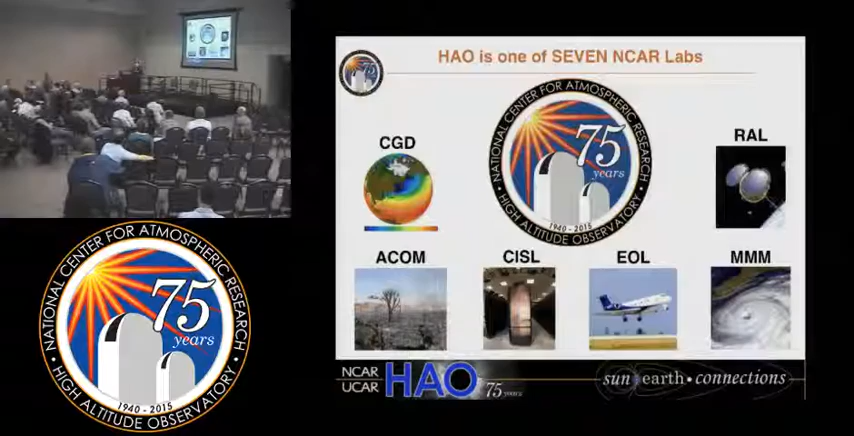 HAO is one of SEVEN NCAR Labs
75
NATIONAL CENTER FOR ATMOSPHERIC RESEARCH
75
years
1940 - 2015
HIGH ALTITUDE OBSERVATORY
CGD
RAL
ACOM
CISL
EOL
MMM
NCAR
UCAR
HAO
75 years
sun • earth • connections
NATIONAL CENTER FOR ATMOSPHERIC RESEARCH
75
years
1940 - 2015
HIGH ALTITUDE OBSERVATORY